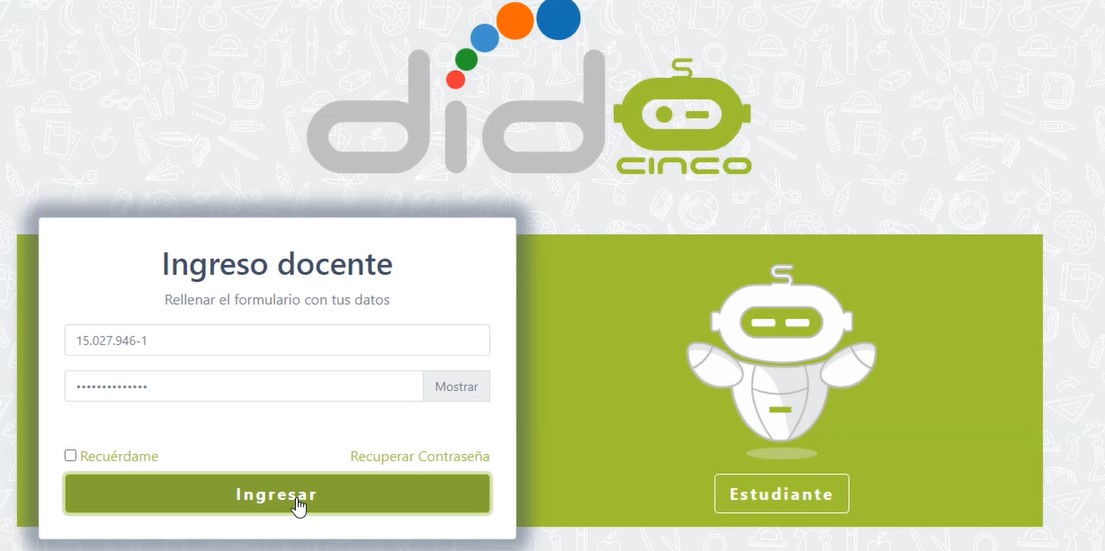 dido
cinco
Ingreso docente
Rellenar el formulario con tus datos
15.027.946-1
••••••••••••••
Mostrar
Recuérdame
Recuperar Contraseña
Ingresar
Estudiante